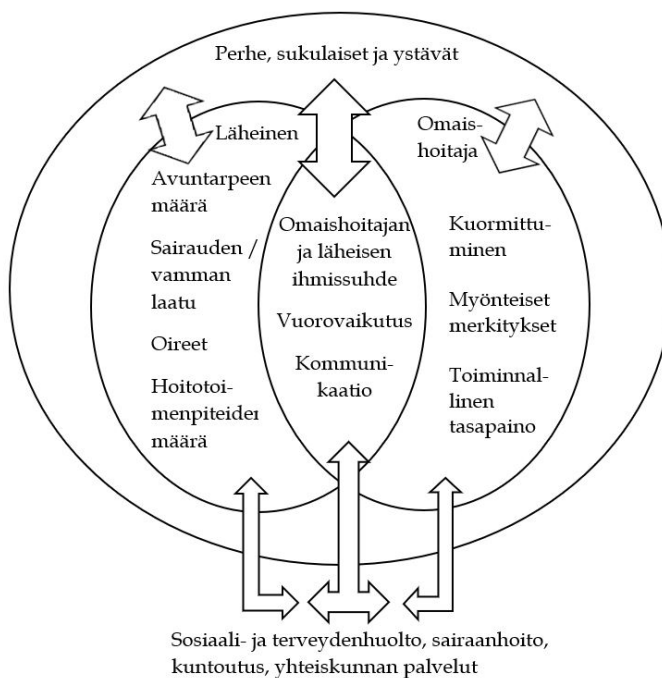 Perhe, sukulaiset ja ystävät
Läheinen
Avuntarpeen
määrä
Sairauden /
vamman
laatu
Oireet
Hoitotoi-
menpiteiden
määrä
Omaishoitajan
ja läheisen
ihmissuhde
Vuorovaikutus
Kommuni-
kaatio
Omais-
hoitaja
Kuormittu-
minen
Myönteiset
merkitykset
Toiminnal-
linen
tasapaino
Sosiaali- ja terveydenhuolto, sairaanhoito,
kuntoutus, yhteiskunnan palvelut